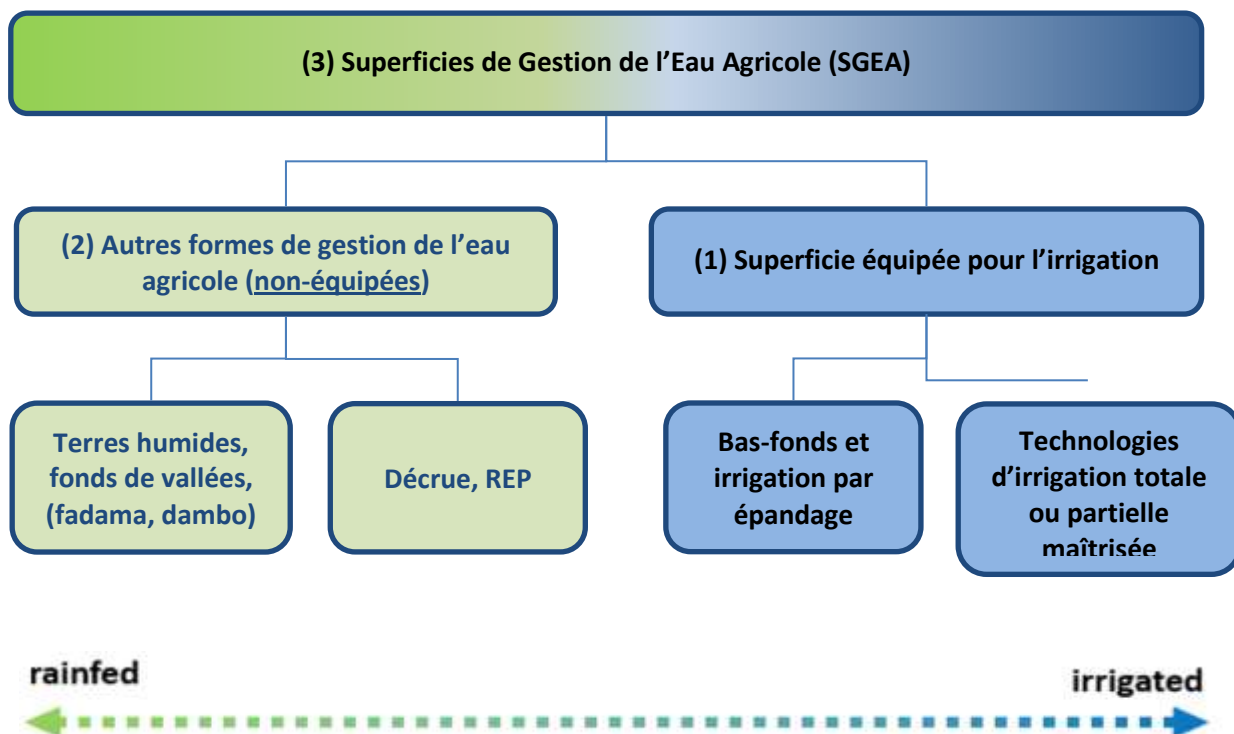 (3) Superficies de Gestion de l’Eau Agricole (SGEA)
(2) Autres formes de gestion de l’eau
agricole (non-équipées)
(1) Superficie équipée pour l’irrigation
Terres humides,
fonds de vallées,
(fadama, dambo)
Décrue, REP
Bas-fonds et
irrigation par
épandage
Technologies
d’irrigation totale
ou partielle
maîtrisée
rainfed
irrigated